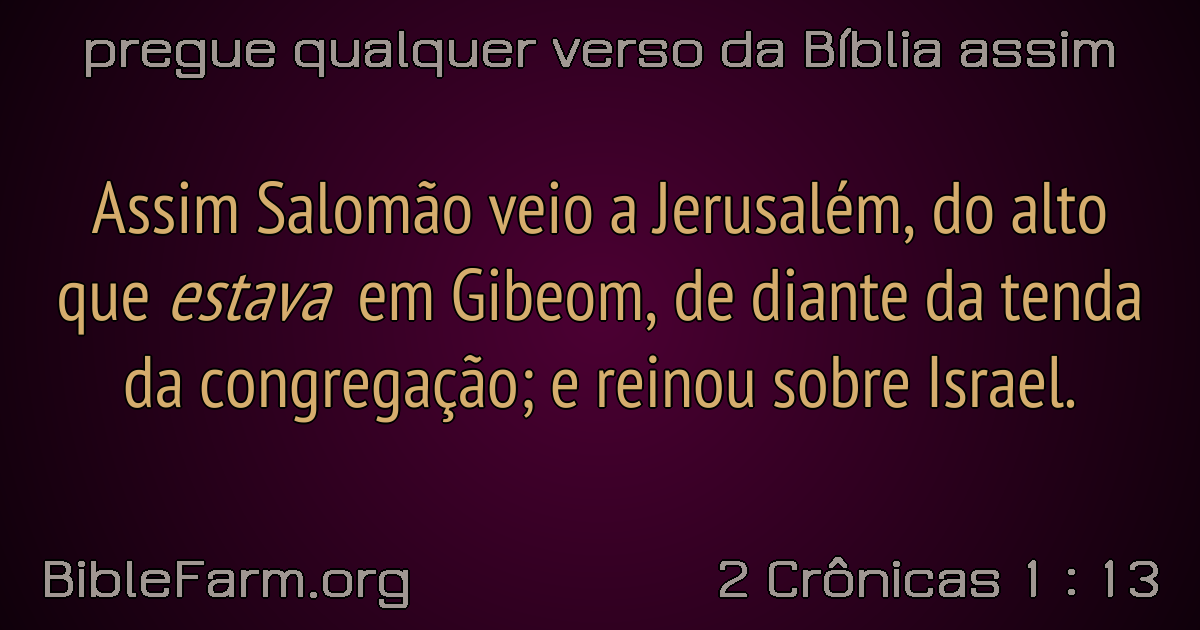 pregue qualquer verso da Bíblia assim
Assim Salomão veio a Jerusalém, do alto
que estava em Gibeom, de diante da tenda
da congregação; e reinou sobre Israel.
BibleFarm.org
2 Crônicas 1 : 13